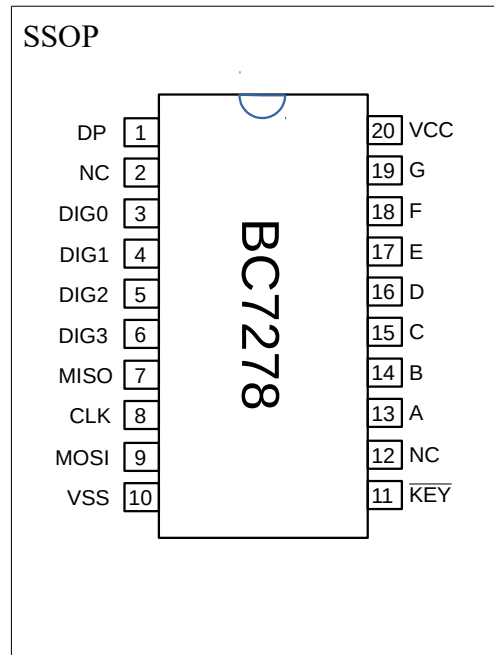 SSOP
DP 1
NC 2
DIG0 3
DIG1 4
DIG2 5
DIG3 6
MISO 7
CLK 8
MOSI 9
VSS 10
BC7278
20 VCC
19 G
18 F
17 E
16 D
15 C
14 B
13 A
12 NC
11 K̅E̅Y̅